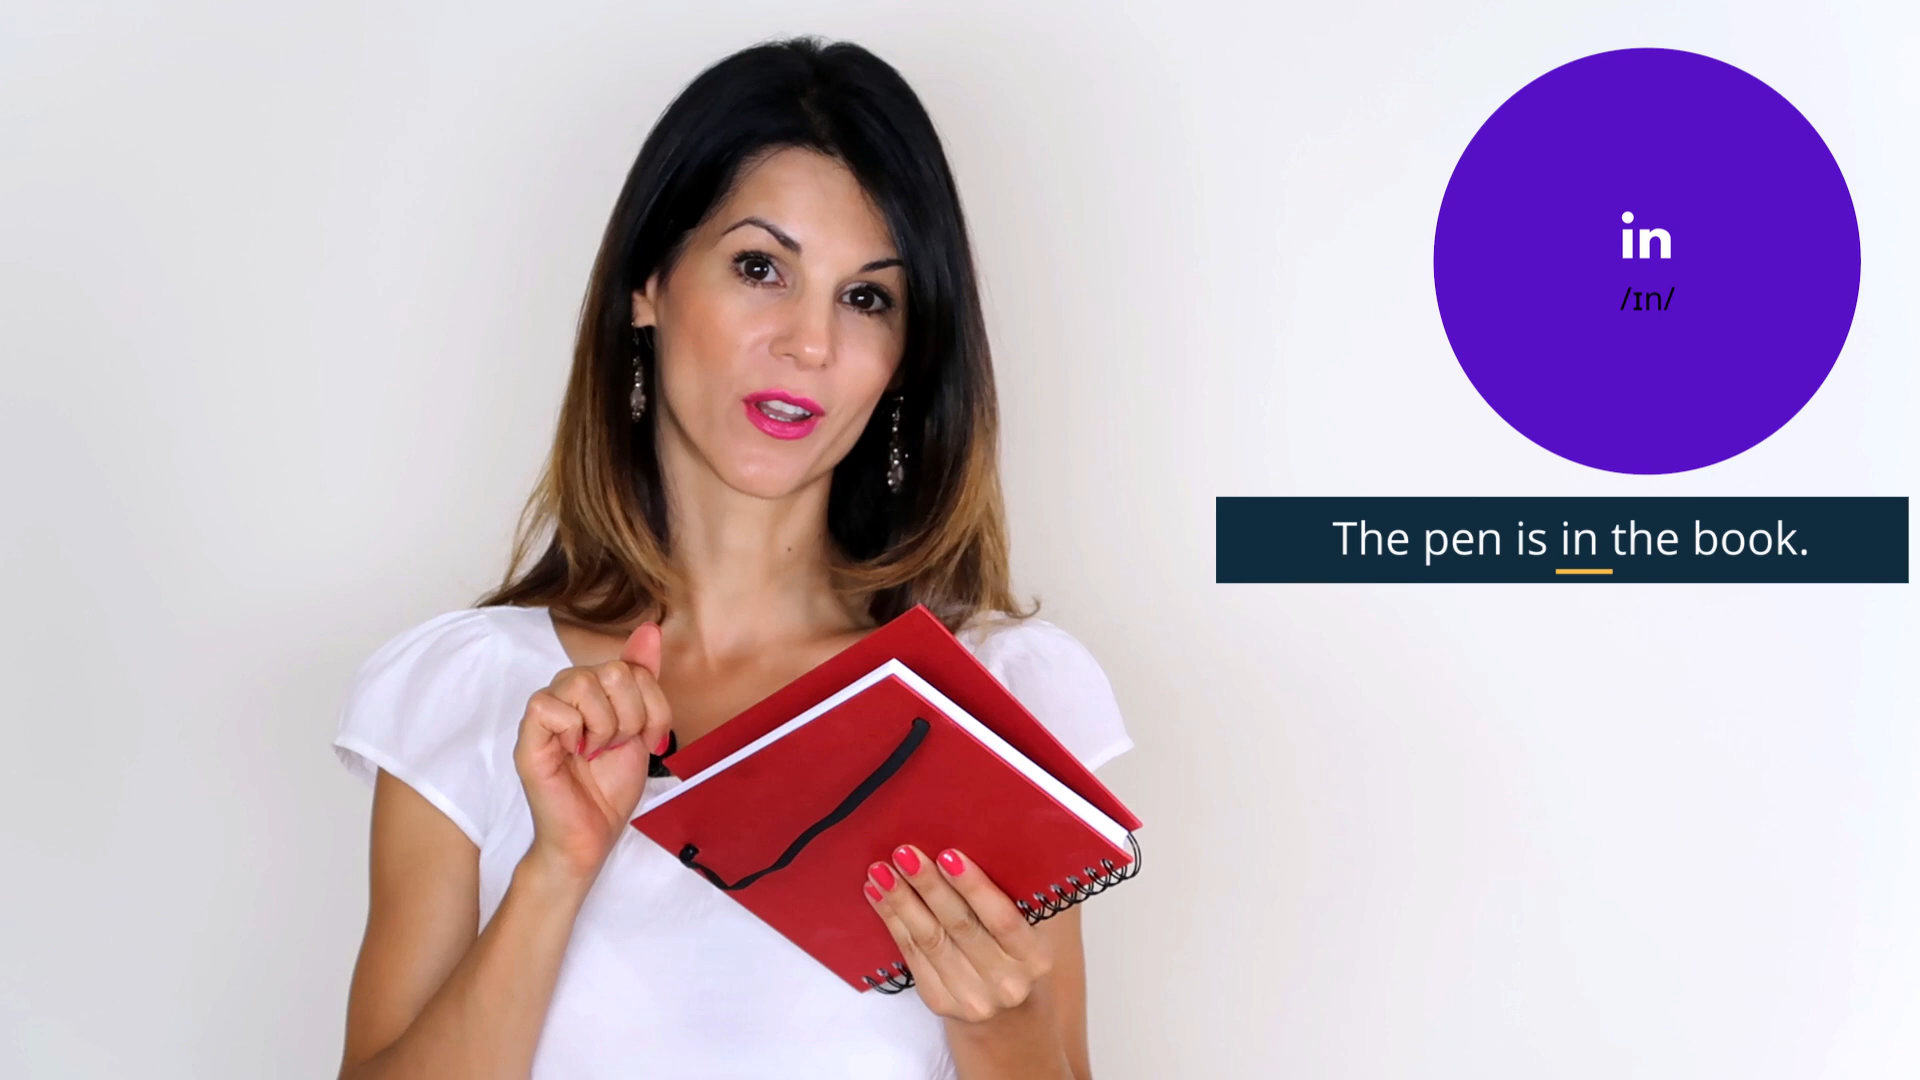 in
/ɪn/
The pen is in the book.